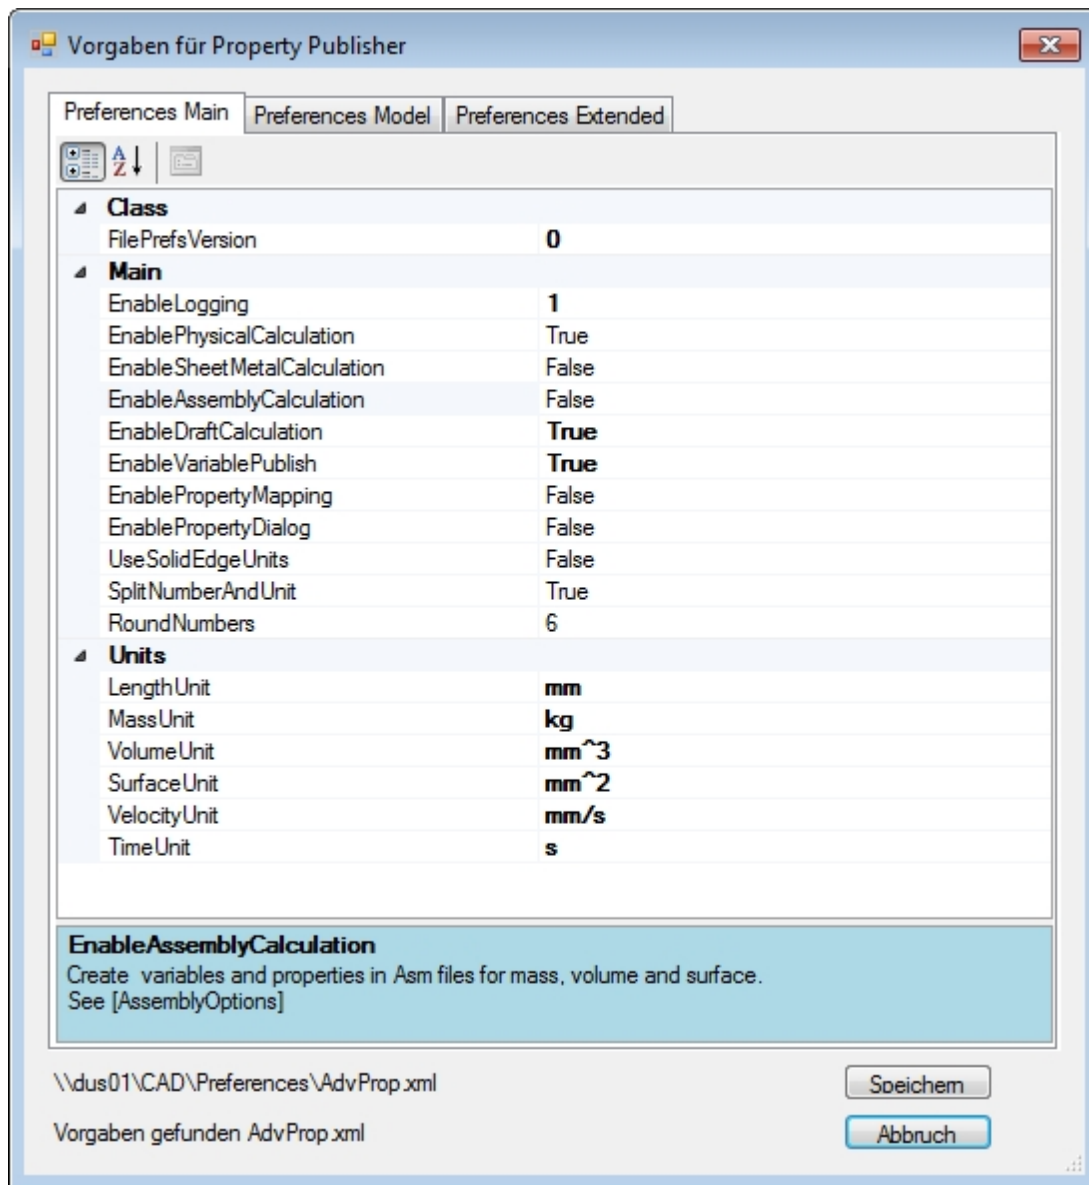 Vorgaben für Property Publisher
Preferences Main Preferences Model Preferences Extended
Class
FilePrefsVersion 0
Main
EnableLogging 1
EnablePhysicalCalculation True
EnableSheetMetalCalculation False
EnableAssemblyCalculation False
EnableDraftCalculation True
EnableVariablePublish True
EnablePropertyMapping False
EnablePropertyDialog False
UseSolidEdgeUnits False
SplitNumberAndUnit True
RoundNumbers 6
Units
LengthUnit mm
MassUnit kg
VolumeUnit mm^3
SurfaceUnit mm^2
VelocityUnit mm/s
TimeUnit s
EnableAssemblyCalculation
Create variables and properties in Asm files for mass, volume and surface.
See [AssemblyOptions]
\\dus01\CAD\Preferences\AdvProp.xml Speichern
Vorgaben gefunden AdvProp.xml Abbruch